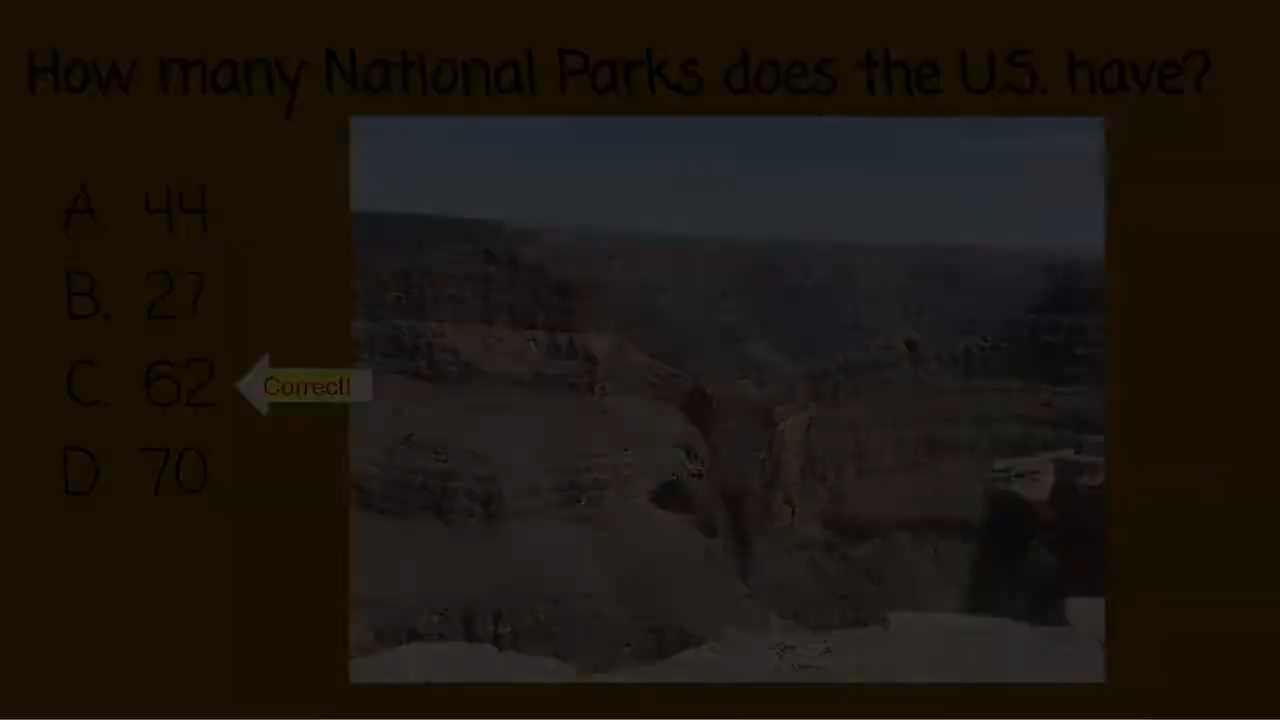 How many National Parks does the U.S. have?
A. 44
B. 27
C. 62
Correct!
D. 70